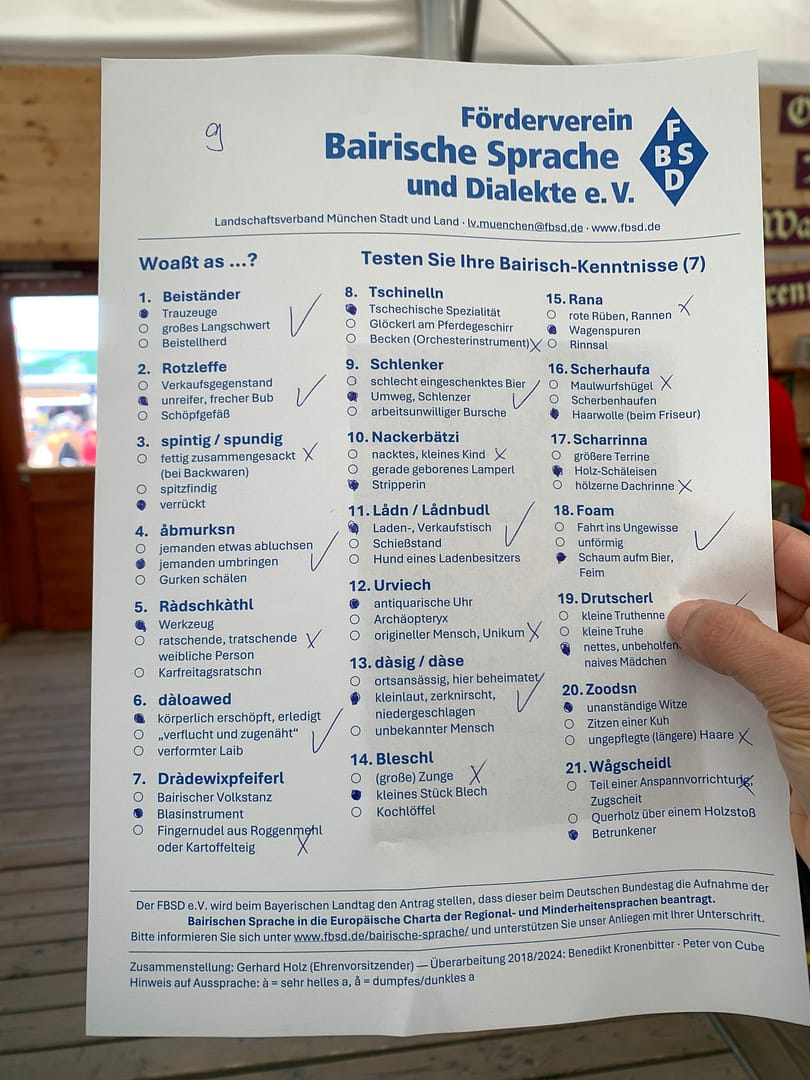 9
Förderverein
Bairische Sprache
und Dialekte e. V.
F
B S
D
Landschaftsverband München Stadt und Land · lv.muenchen@fbsd.de · www.fbsd.de
Woaßt as ...?
Testen Sie Ihre Bairisch-Kenntnisse (7)
1. Beiständer
Trauzeuge
großes Langschwert
Beistellherd
2. Rotzleffe
Verkaufsgegenstand
unreifer, frecher Bub
Schöpfgefäß
3. spintig / spundig
fettig zusammengesackt
(bei Backwaren)
spitzfindig
verrückt
4. åbmurksn
jemanden etwas abluchsen
jemanden umbringen
Gurken schälen
5. Ràdschkàthl
Werkzeug
ratschende, tratschende
weibliche Person
Karfreitagsratschn
6. dàloawed
körperlich erschöpft, erledigt
„verflucht und zugenäht“
verformter Laib
7. Dràdewixpfeiferl
Bairischer Volkstanz
Blasinstrument
Fingernudel aus Roggenmehl
oder Kartoffelteig
8. Tschinelln
Tschechische Spezialität
Glöckerl am Pferdegeschirr
Becken (Orchesterinstrument)
9. Schlenker
schlecht eingeschenktes Bier
Umweg, Schlenzer
arbeitsunwilliger Bursche
10. Nackerbätzi
nacktes, kleines Kind
gerade geborenes Lamperl
Stripperin
11. Lådn / Lådnbudl
Laden-, Verkaufstisch
Schießstand
Hund eines Ladenbesitzers
12. Urviech
antiquarische Uhr
Archäopteryx
origineller Mensch, Unikum
13. dàsig / dàse
ortsansässig, hier beheimatet
kleinlaut, zerknirscht,
niedergeschlagen
unbekannter Mensch
14. Bleschl
(große) Zunge
kleines Stück Blech
Kochlöffel
15. Rana
rote Rüben, Rannen
Wagenspuren
Rinnsal
16. Scherhaufa
Maulwurfshügel
Scherbenhaufen
Haarwolle (beim Friseur)
17. Scharrinna
größere Terrine
Holz-Schäleisen
hölzerne Dachrinne
18. Foam
Fahrt ins Ungewisse
unförmig
Schaum aufm Bier,
Feim
19. Drutscherl
kleine Truthenne
kleine Truhe
nettes, unbeholfen
naives Mädchen
20. Zoodsn
unanständige Witze
Zitzen einer Kuh
ungepflegte (längere) Haare
21. Wågscheidl
Teil einer Anspannvorrichtung,
Zugscheit
Querholz über einem Holzstoß
Betrunkener
Der FBSD e.V. wird beim Bayerischen Landtag den Antrag stellen, dass dieser beim Deutschen Bundestag die Aufnahme der
Bairischen Sprache in die Europäische Charta der Regional- und Minderheitensprachen beantragt.
Bitte informieren Sie sich unter www.fbsd.de/bairische-sprache/ und unterstützen Sie unser Anliegen mit Ihrer Unterschrift.
Zusammenstellung: Gerhard Holz (Ehrenvorsitzender) — Überarbeitung 2018/2024: Benedikt Kronenbitter · Peter von Cube
Hinweis auf Aussprache: à = sehr helles a, å = dumpfes/dunkles a